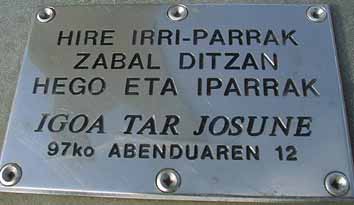 HIRE IRRI-PARRAK
ZABAL DITZAN
HEGO ETA IPARRAK
IGOA TAR JOSUNE
97ko ABENDUAREN 12